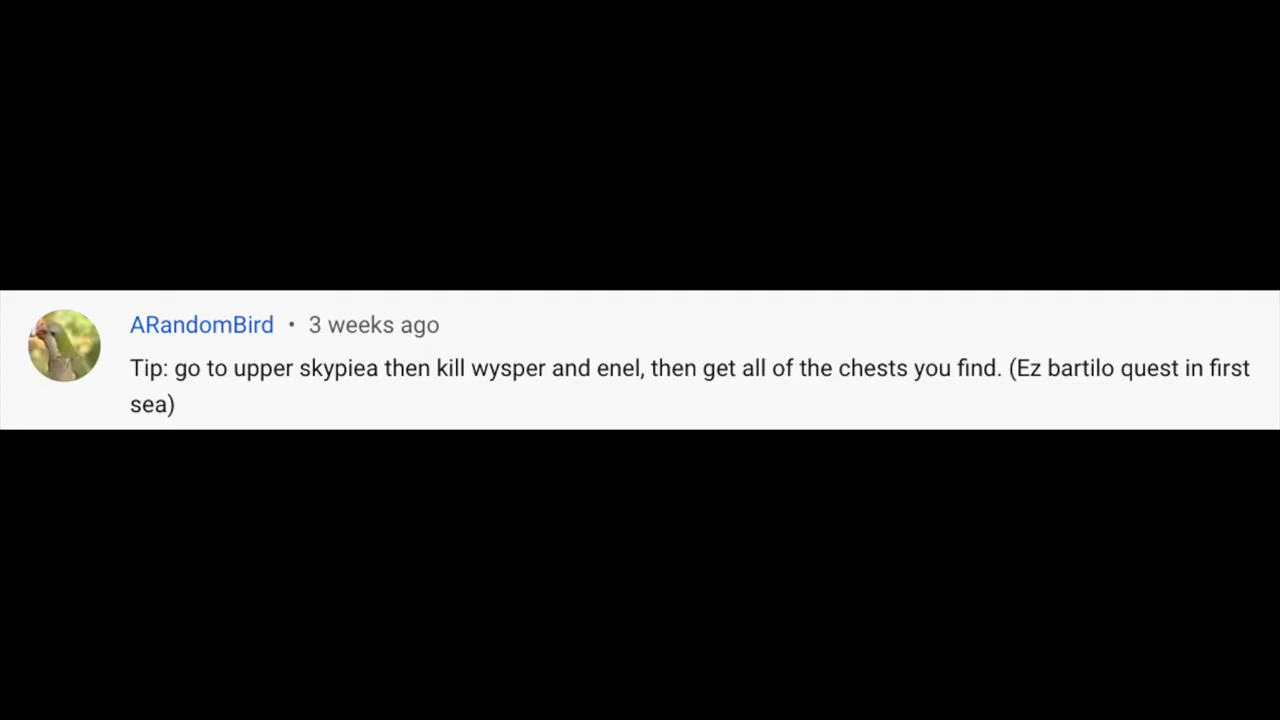 ARandomBird • 3 weeks ago
Tip: go to upper skypiea then kill wysper and enel, then get all of the chests you find. (Ez bartilo quest in first
sea)